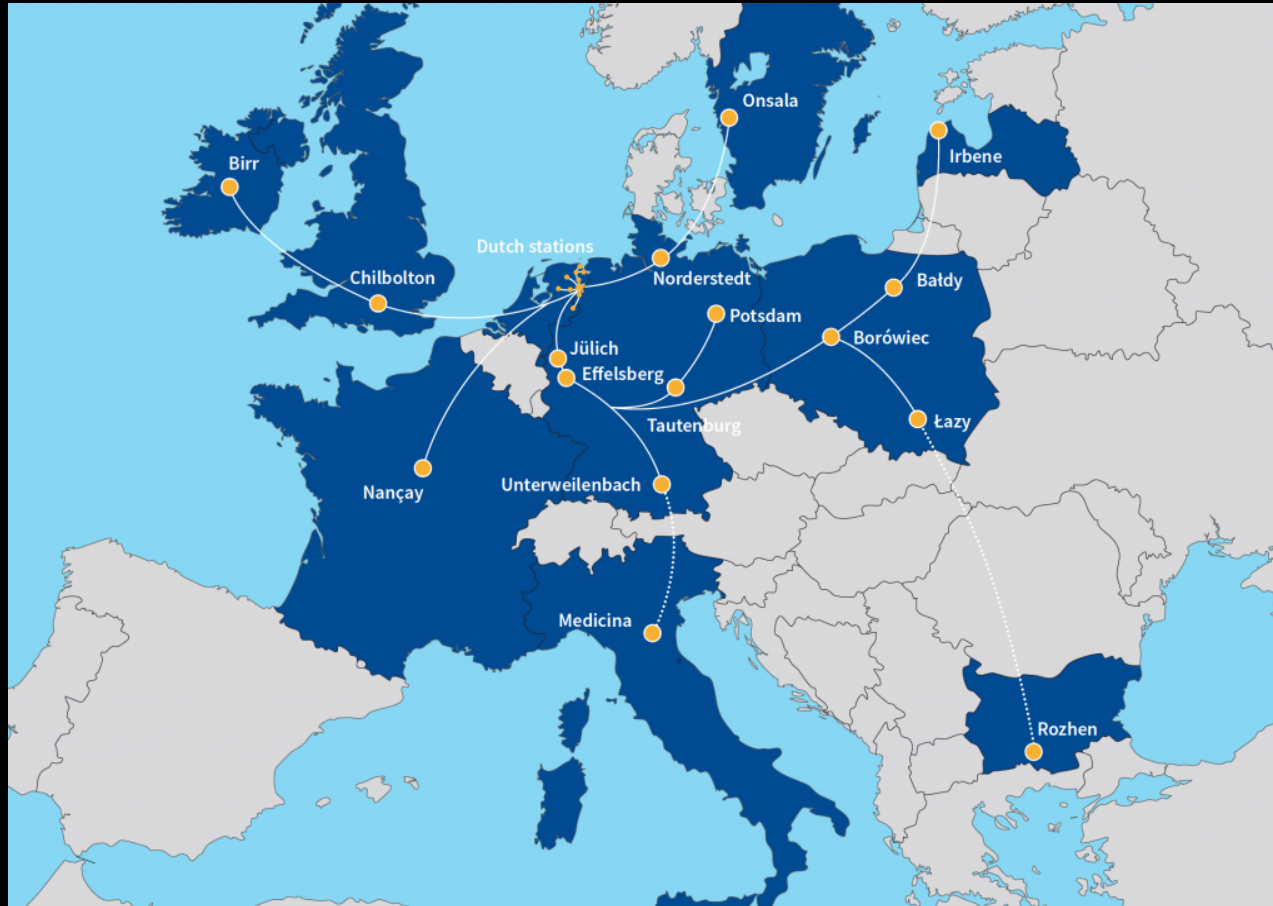 Onsala
Birr
Irbene
Dutch stations
Chilbolton
Norderstedt
Bałdy
Potsdam
Borówiec
Jülich
Effelsberg
Tautenburg
Łazy
Nançay
Unterweilenbach
Medicina
Rozhen